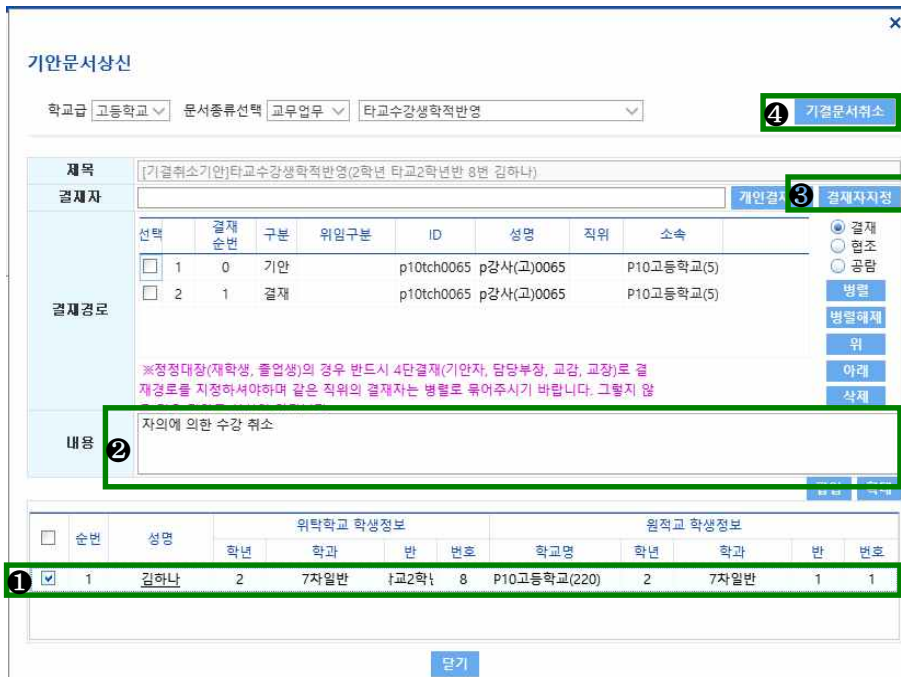 기안문서상신
학교급 고등학교 문서종류선택 교무업무 타교수강생학적반영 ❹ 기결문서취소
제목 [기결취소기안]타교수강생학적반영(2학년 타교2학년반 8번 김하나)
결재자 개인결재 ❸ 결재자지정
선택 결재순번 구분 위임구분 ID 성명 직위 소속
1 0 기안 p10tch0065 p강사(고)0065 P10고등학교(5)
2 1 결재 p10tch0065 p강사(고)0065 P10고등학교(5)
결재경로
결재
협조
공람
병렬
병렬해제
위
아래
삭제
※정정대장(재학생, 졸업생)의 경우 반드시 4단결재(기안자, 담당부장, 교감, 교장)로 결
재경로를 지정하셔야하며 같은 직위의 결재자는 병렬로 묶어주시기 바랍니다. 그렇지 않
내용 ❷ 자의에 의한 수강 취소
순번 성명 위탁학교 학생정보 원적교 학생정보
학년 학과 반 번호 학교명 학년 학과 반 번호
❶ 1 김하나 2 7차일반 8 P10고등학교(220) 2 7차일반 1 1
닫기